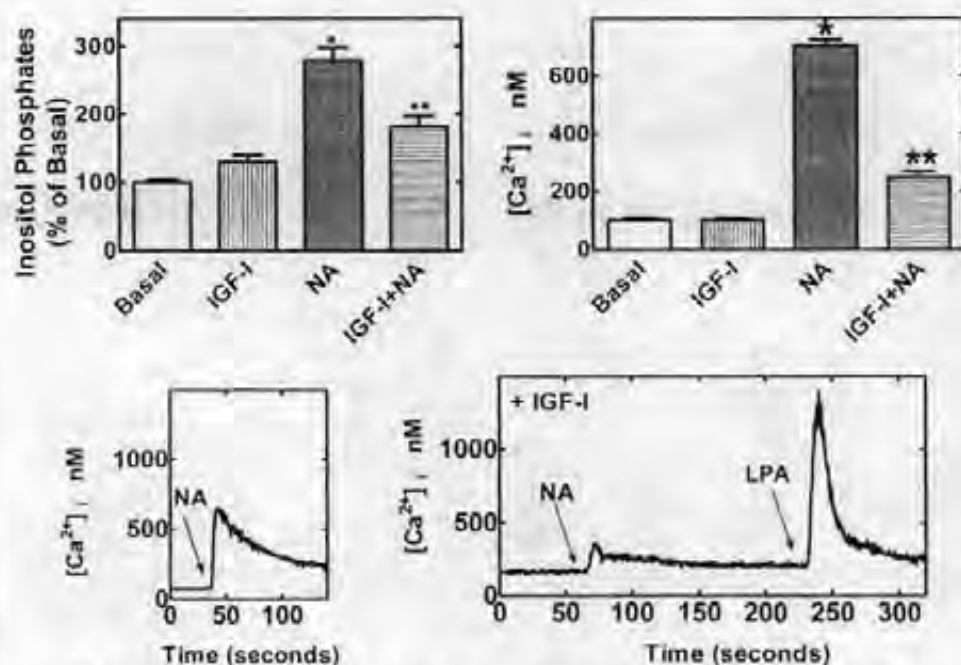 Inositol Phosphates
(% of Basal)
300
200
100
0
*
**
Basal
IGF-I
NA
IGF-I+NA
[Ca2+]i nM
600
400
200
0
*
**
Basal
IGF-I
NA
IGF-I+NA
[Ca2+]i nM
1000
500
0
NA
0 50 100
Time (seconds)
+ IGF-I
[Ca2+]i nM
1000
500
0
NA
LPA
0 50 100 150 200 250 300
Time (seconds)